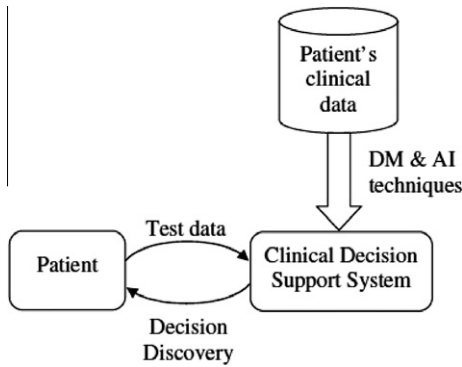 Patient’s
clinical
data
DM & AI
techniques
Test data
Patient
Clinical Decision
Support System
Decision
Discovery